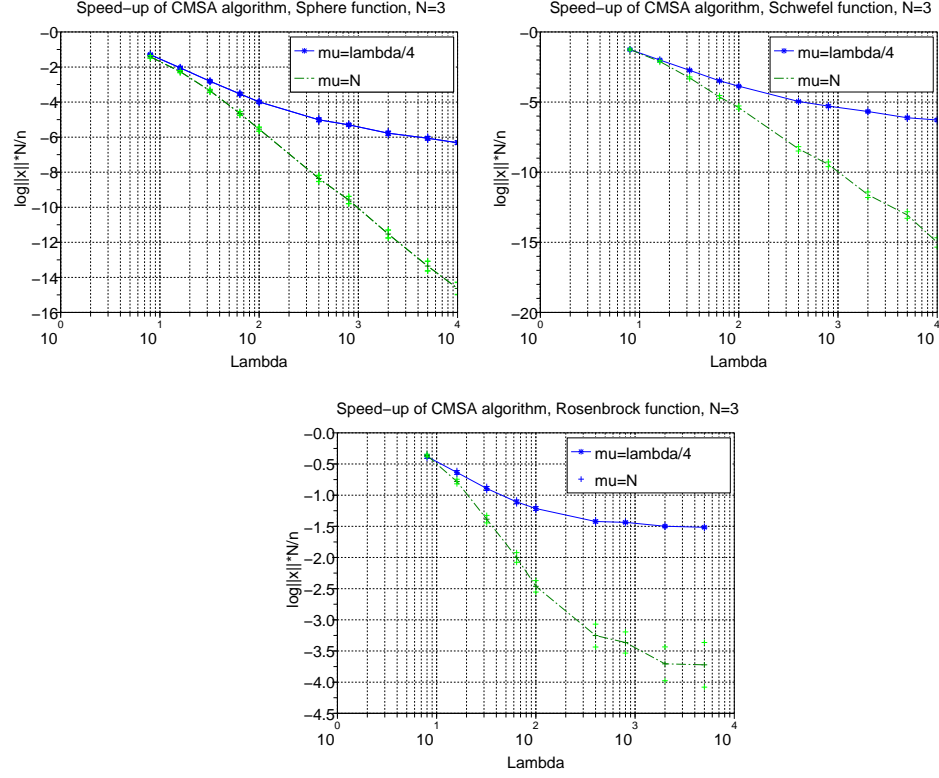 Speed-up of CMSA algorithm, Sphere function, N=3
log||x||*N/n
-0
-2
-4
-6
-8
-10
-12
-14
-16
mu=lambda/4
mu=N
10 0
10 1
10 2
10 3
10 4
Lambda
Speed-up of CMSA algorithm, Schwefel function, N=3
log||x||*N/n
-0
-5
-10
-15
-20
mu=lambda/4
mu=N
10 0
10 1
10 2
10 3
10 4
Lambda
Speed-up of CMSA algorithm, Rosenbrock function, N=3
log||x||*N/n
-0.0
-0.5
-1.0
-1.5
-2.0
-2.5
-3.0
-3.5
-4.0
-4.5
mu=lambda/4
mu=N
10 0
10 1
10 2
10 3
10 4
Lambda